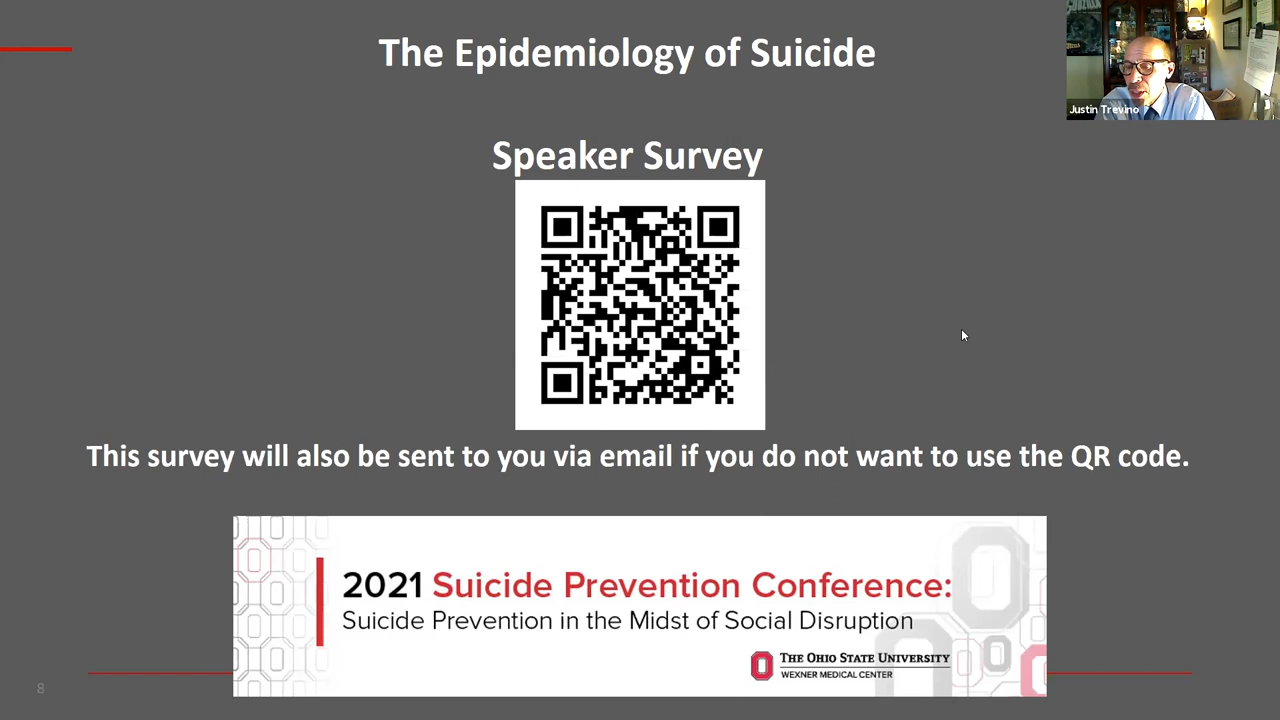 The Epidemiology of Suicide
Justin Trevino
Speaker Survey
This survey will also be sent to you via email if you do not want to use the QR code.
2021 Suicide Prevention Conference:
Suicide Prevention in the Midst of Social Disruption
THE OHIO STATE UNIVERSITY
WEXNER MEDICAL CENTER
8